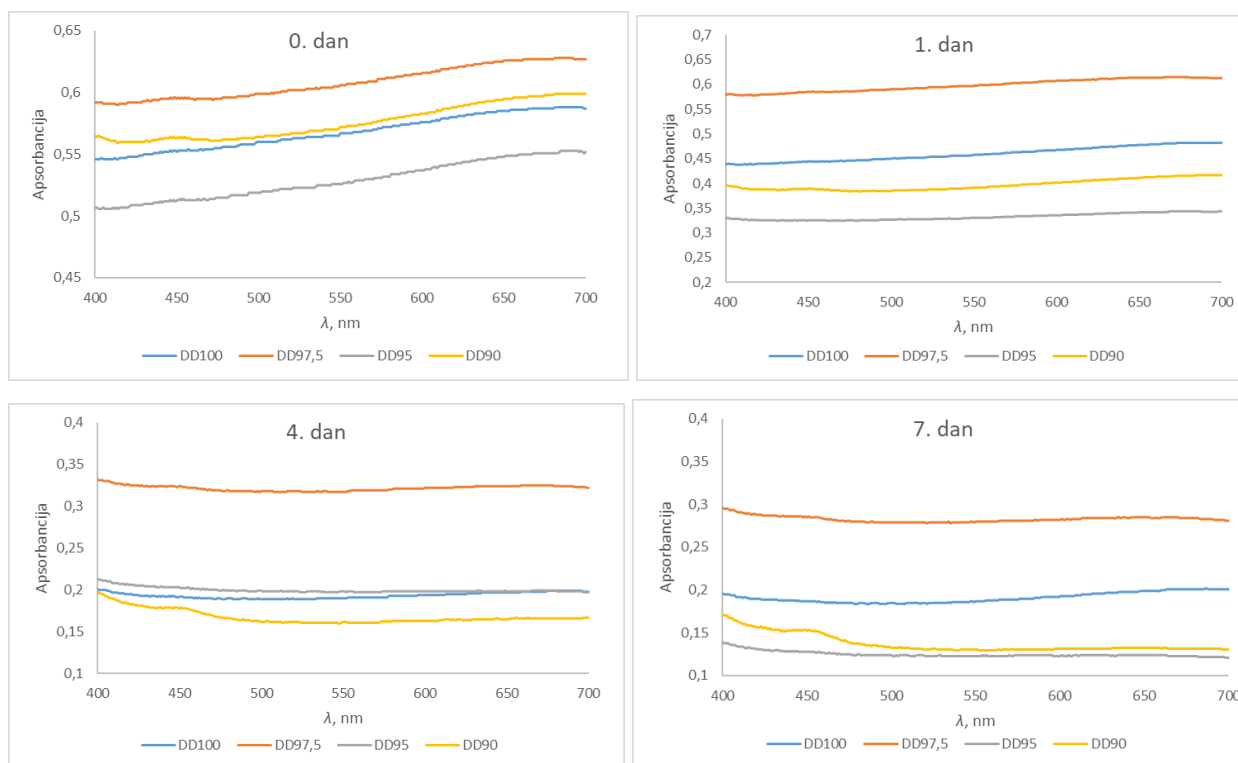 0. dan
0,65
0,6
0,55
0,5
0,45
Apsorbancija
400 450 500 550 600 650 700
λ, nm
DD100 DD97,5 DD95 DD90
1. dan
0,7
0,65
0,6
0,55
0,5
0,45
0,4
0,35
0,3
0,25
0,2
Apsorbancija
400 450 500 550 600 650 700
λ, nm
DD100 DD97,5 DD95 DD90
4. dan
0,4
0,35
0,3
0,25
0,2
0,15
0,1
Apsorbancija
400 450 500 550 600 650 700
λ, nm
DD100 DD97,5 DD95 DD90
7. dan
0,4
0,35
0,3
0,25
0,2
0,15
0,1
Apsorbancija
400 450 500 550 600 650 700
λ, nm
DD100 DD97,5 DD95 DD90